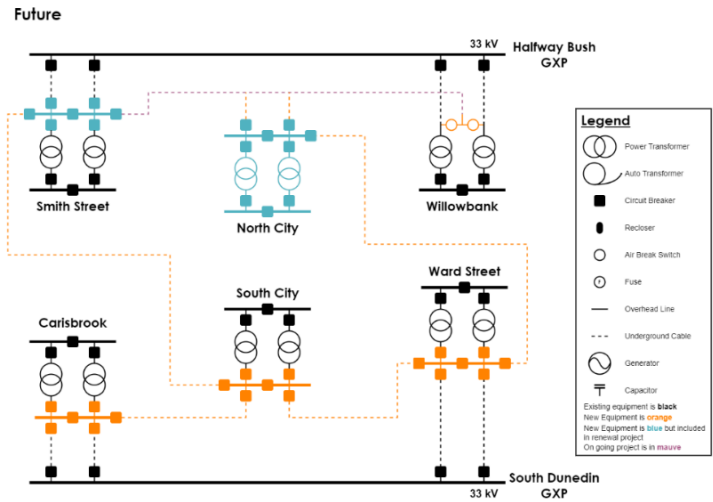 Future
33 kV
Halfway Bush
GXP
Smith Street
North City
Willowbank
Carisbrook
South City
Ward Street
33 kV
South Dunedin
GXP
Legend
Power Transformer
Auto Transformer
Circuit Breaker
Recloser
Air Break Switch
Fuse
Overhead Line
Underground Cable
Generator
Capacitor
Existing equipment is black
New Equipment is orange
New Equipment is blue but included
in renewal project
On going project is in mauve